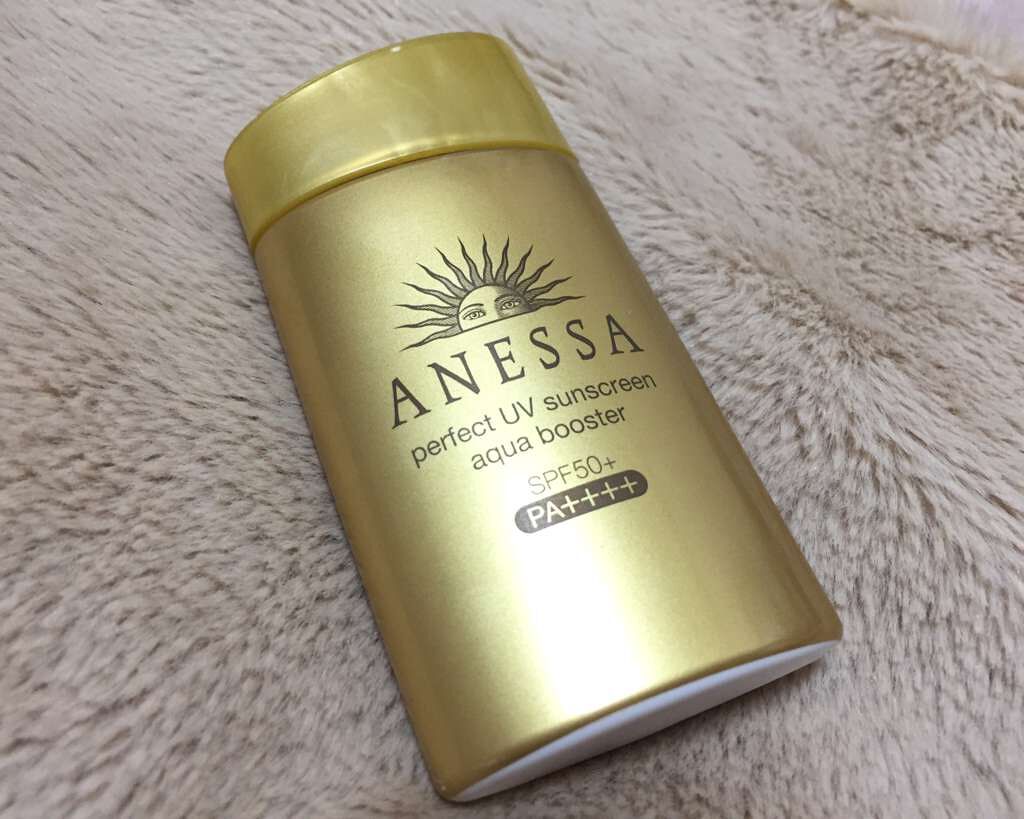 ANESSA
perfect UV sunscreen
aqua booster
SPF50+
PA++++